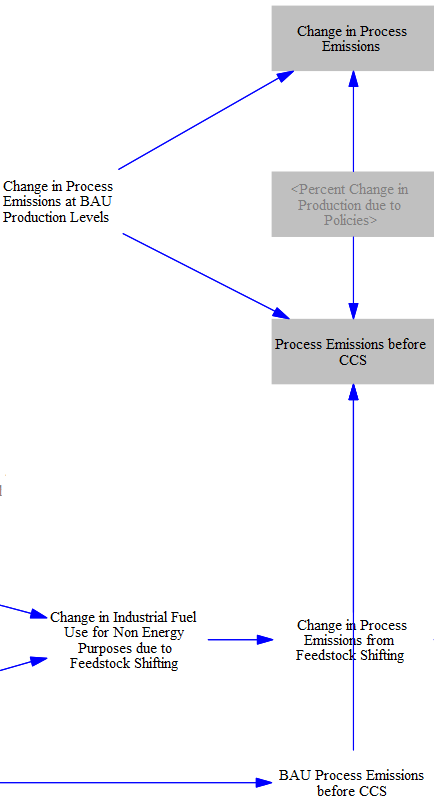 Change in Process
Emissions
Change in Process
Emissions at BAU
Production Levels
<Percent Change in
Production due to
Policies>
Process Emissions before
CCS
Change in Industrial Fuel
Use for Non Energy
Purposes due to
Feedstock Shifting
Change in Process
Emissions from
Feedstock Shifting
BAU Process Emissions
before CCS